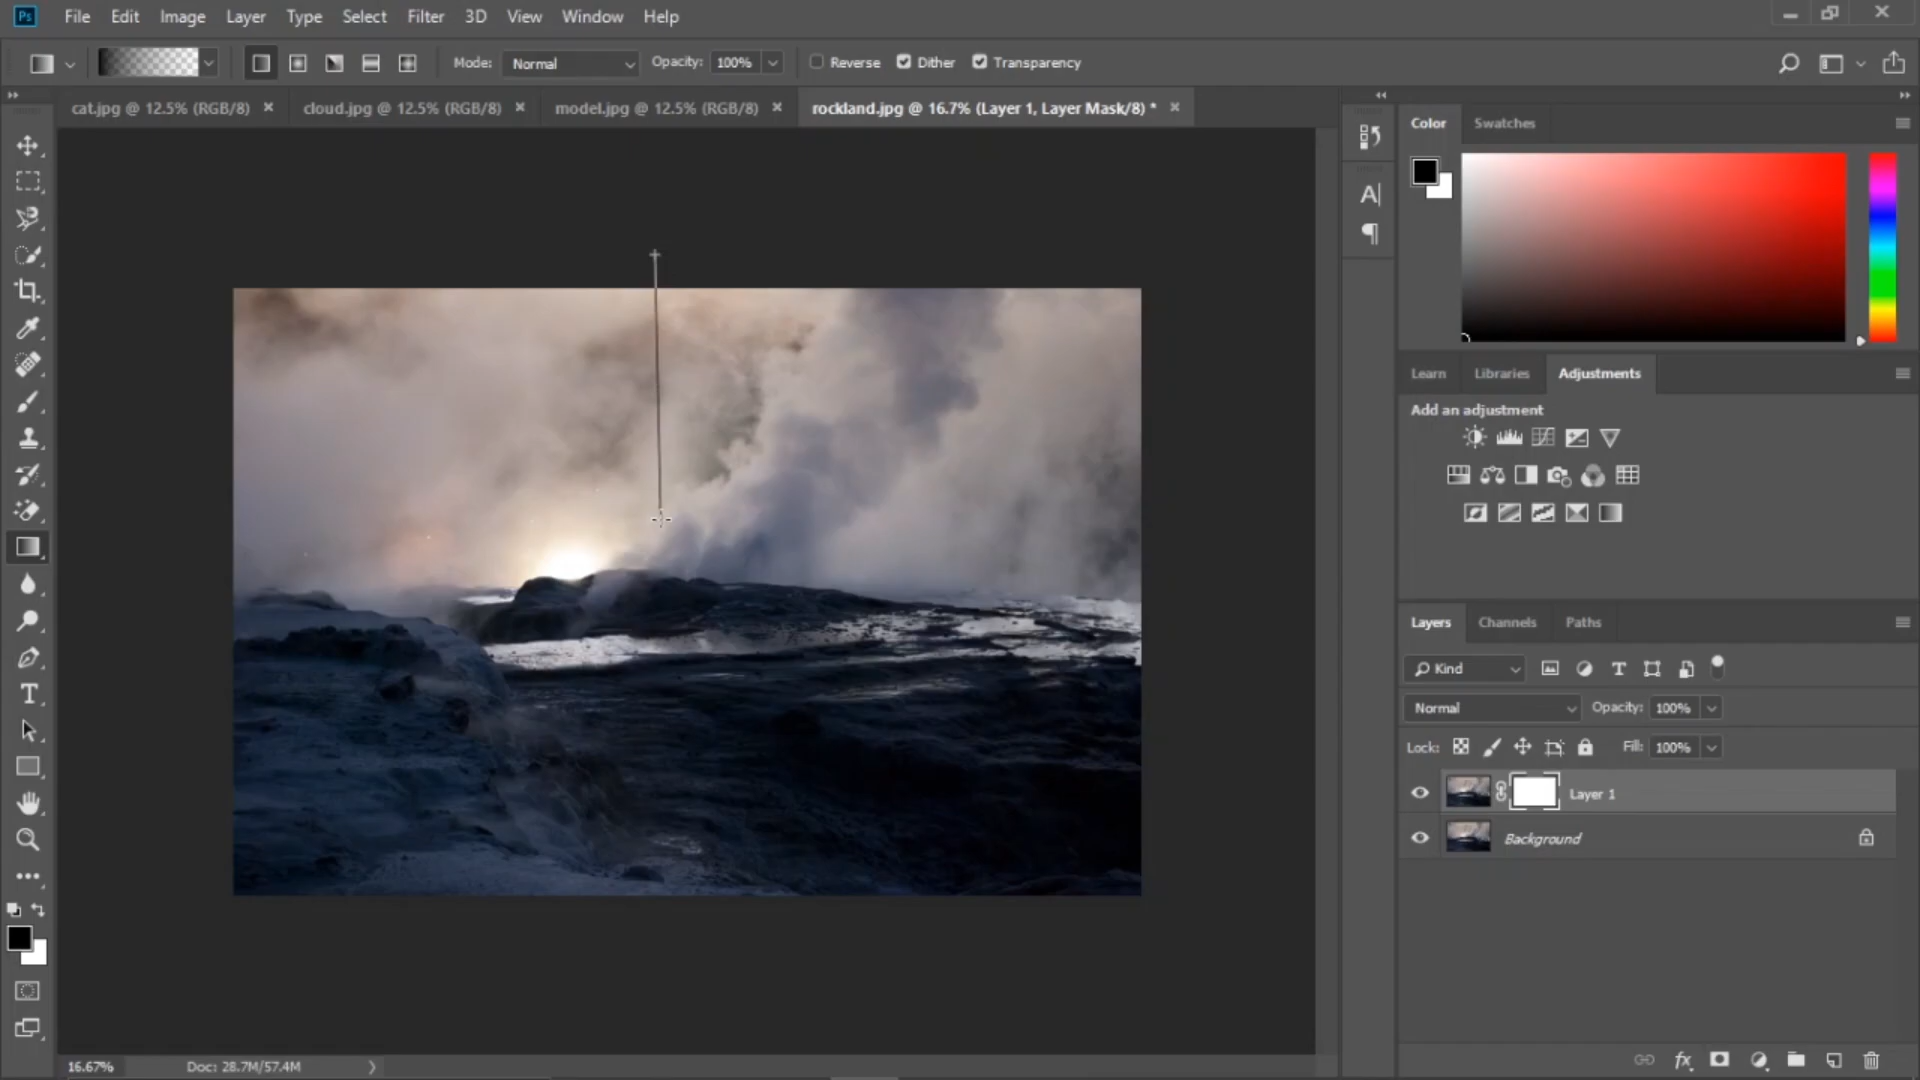 Ps File Edit Image Layer Type Select Filter 3D View Window Help
Mode: Normal Opacity: 100% Reverse Dither Transparency
cat.jpg @ 12.5% (RGB/8) cloud.jpg @ 12.5% (RGB/8) model.jpg @ 12.5% (RGB/8) rockland.jpg @ 16.7% (Layer 1, Layer Mask/8) *
Color Swatches
Learn Libraries Adjustments
Add an adjustment
Layers Channels Paths
Kind
Normal Opacity: 100%
Lock: Fill: 100%
Layer 1
Background
16.67% Doc: 28.7M/57.4M